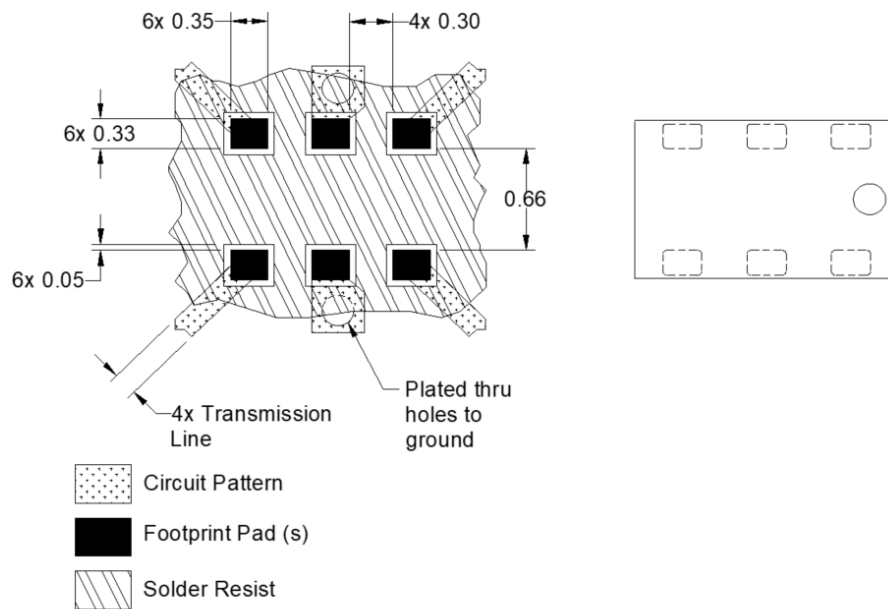 6x 0.35
4x 0.30
6x 0.33
0.66
6x 0.05
4x Transmission
Line
Plated thru
holes to
ground
Circuit Pattern
Footprint Pad (s)
Solder Resist